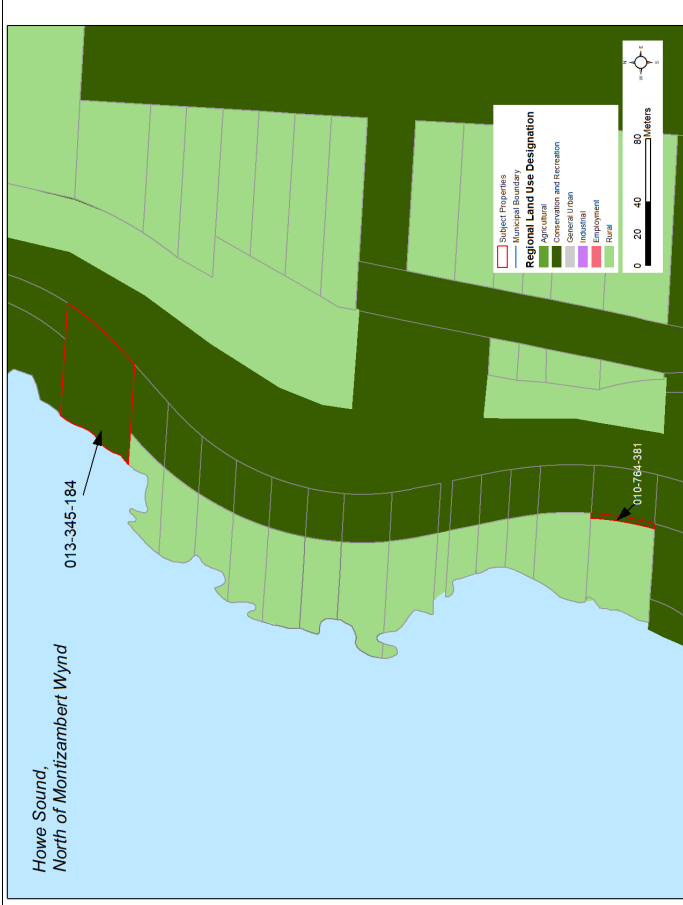 Howe Sound,
North of Montizambert Wynd
013-345-184
010-764-381
Subject Properties
Municipal Boundary
Regional Land Use Designation
Agricultural
Conservation and Recreation
General Urban
Industrial
Employment
Rural
0 20 40 80
Meters
N
W E
S